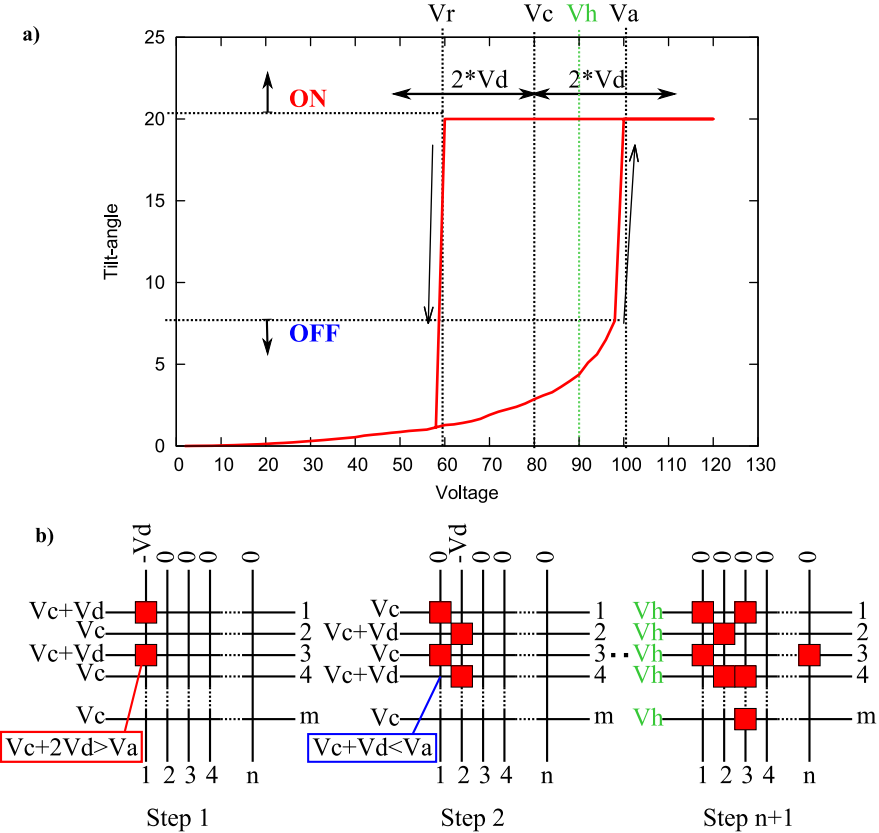 a)
Vr Vc Vh Va
25
20
15
10
5
0
2*Vd 2*Vd
ON
OFF
Tilt-angle
0 10 20 30 40 50 60 70 80 90 100 110 120 130
Voltage
b)
-Vd 0 0 0 0
Vc+Vd 1
Vc 2
Vc+Vd 3
Vc 4
Vc m
Vc+2Vd>Va
1 2 3 4 n
Step 1
0 -Vd 0 0 0
Vc 1
Vc+Vd 2
Vc 3
Vc+Vd 4
Vc m
Vc+Vd<Va
1 2 3 4 n
Step 2
0 0 0 0 0
Vh 1
Vh 2
Vh 3
Vh 4
Vh m
1 2 3 4 n
Step n+1